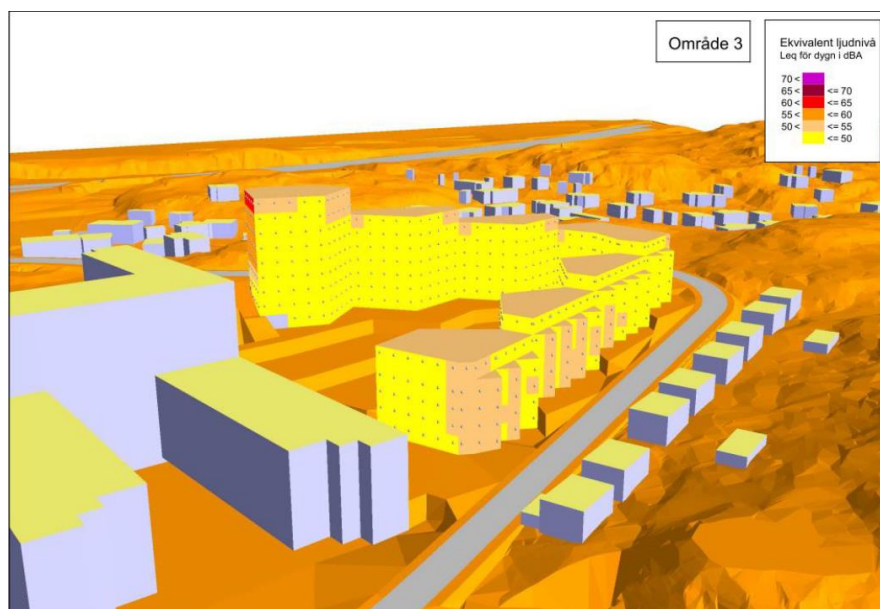 Område 3
Ekvivalent ljudnivå
Leq för dygn i dBA
70 <
65 < <= 70
60 < <= 65
55 < <= 60
50 < <= 55
<= 50